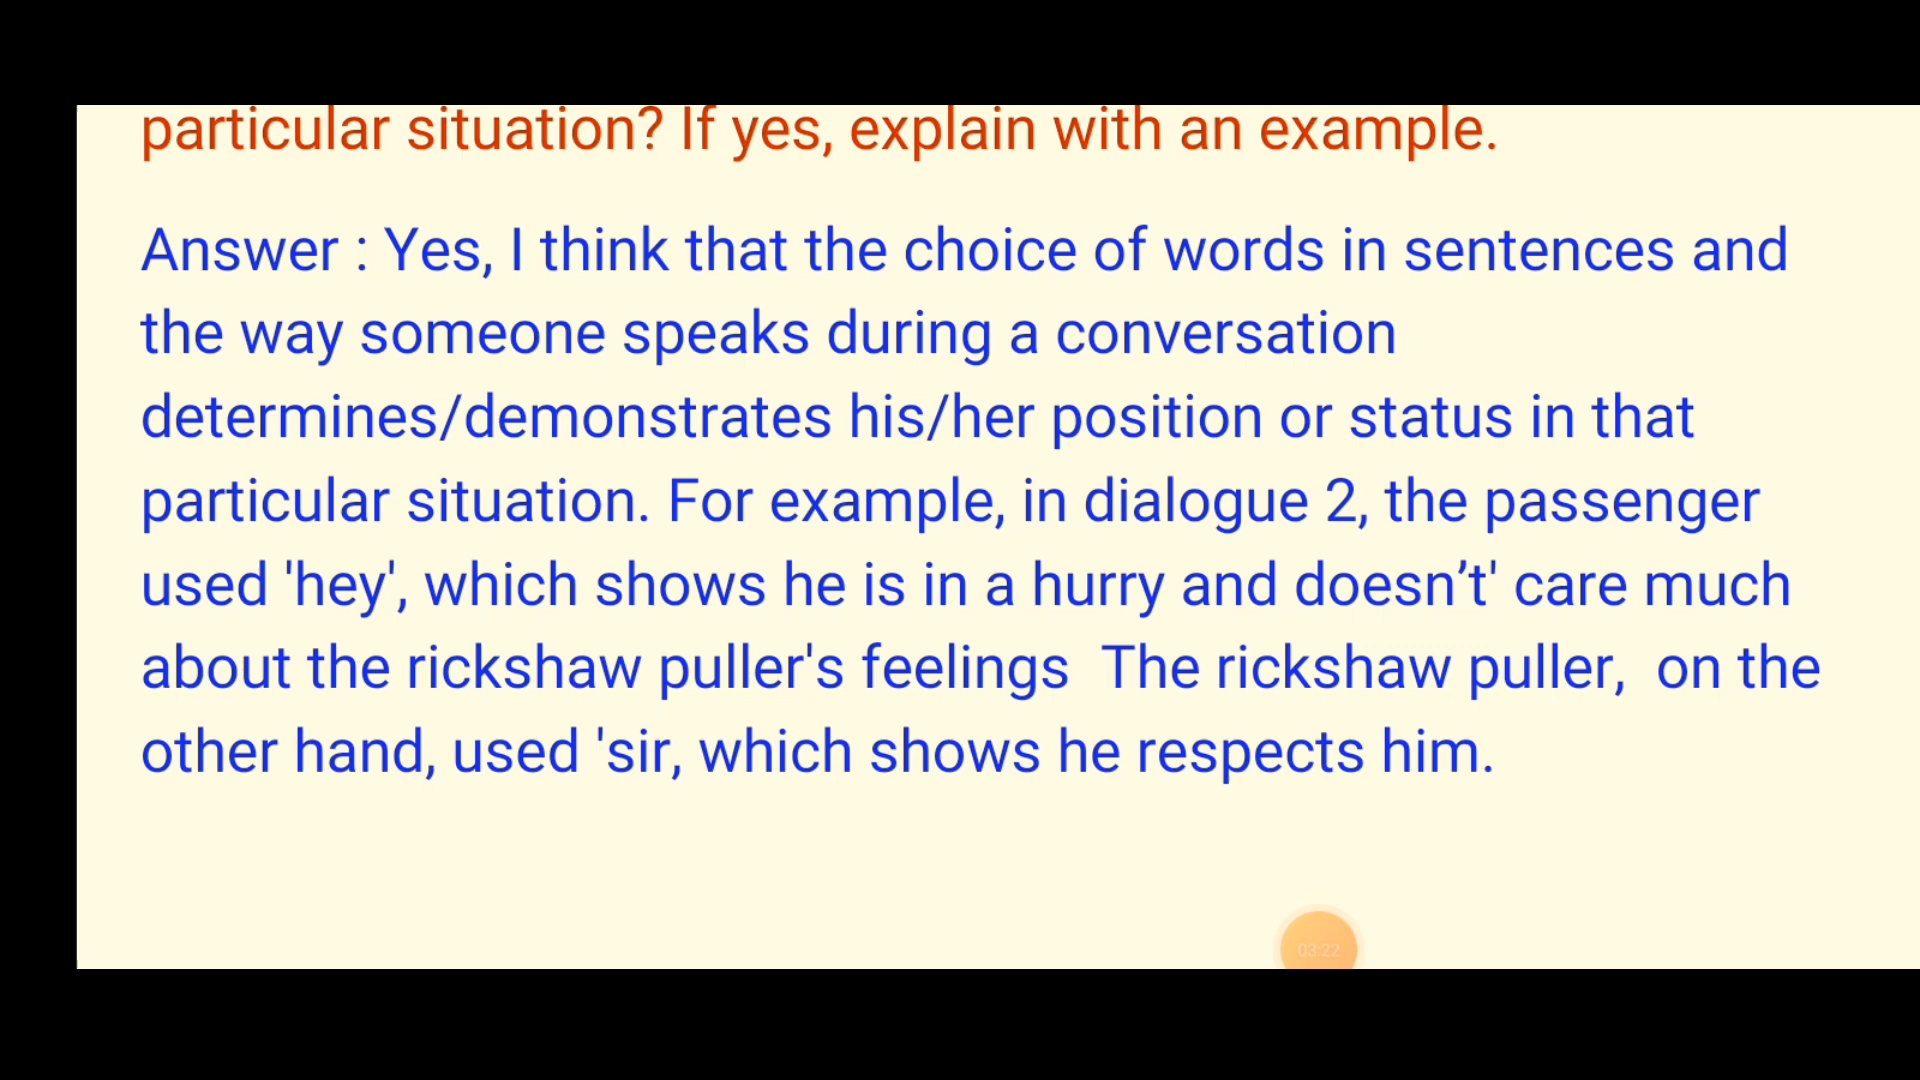 particular situation? If yes, explain with an example.
Answer : Yes, I think that the choice of words in sentences and
the way someone speaks during a conversation
determines/demonstrates his/her position or status in that
particular situation. For example, in dialogue 2, the passenger
used 'hey', which shows he is in a hurry and doesn’t' care much
about the rickshaw puller's feelings  The rickshaw puller,  on the
other hand, used 'sir, which shows he respects him.
03:22